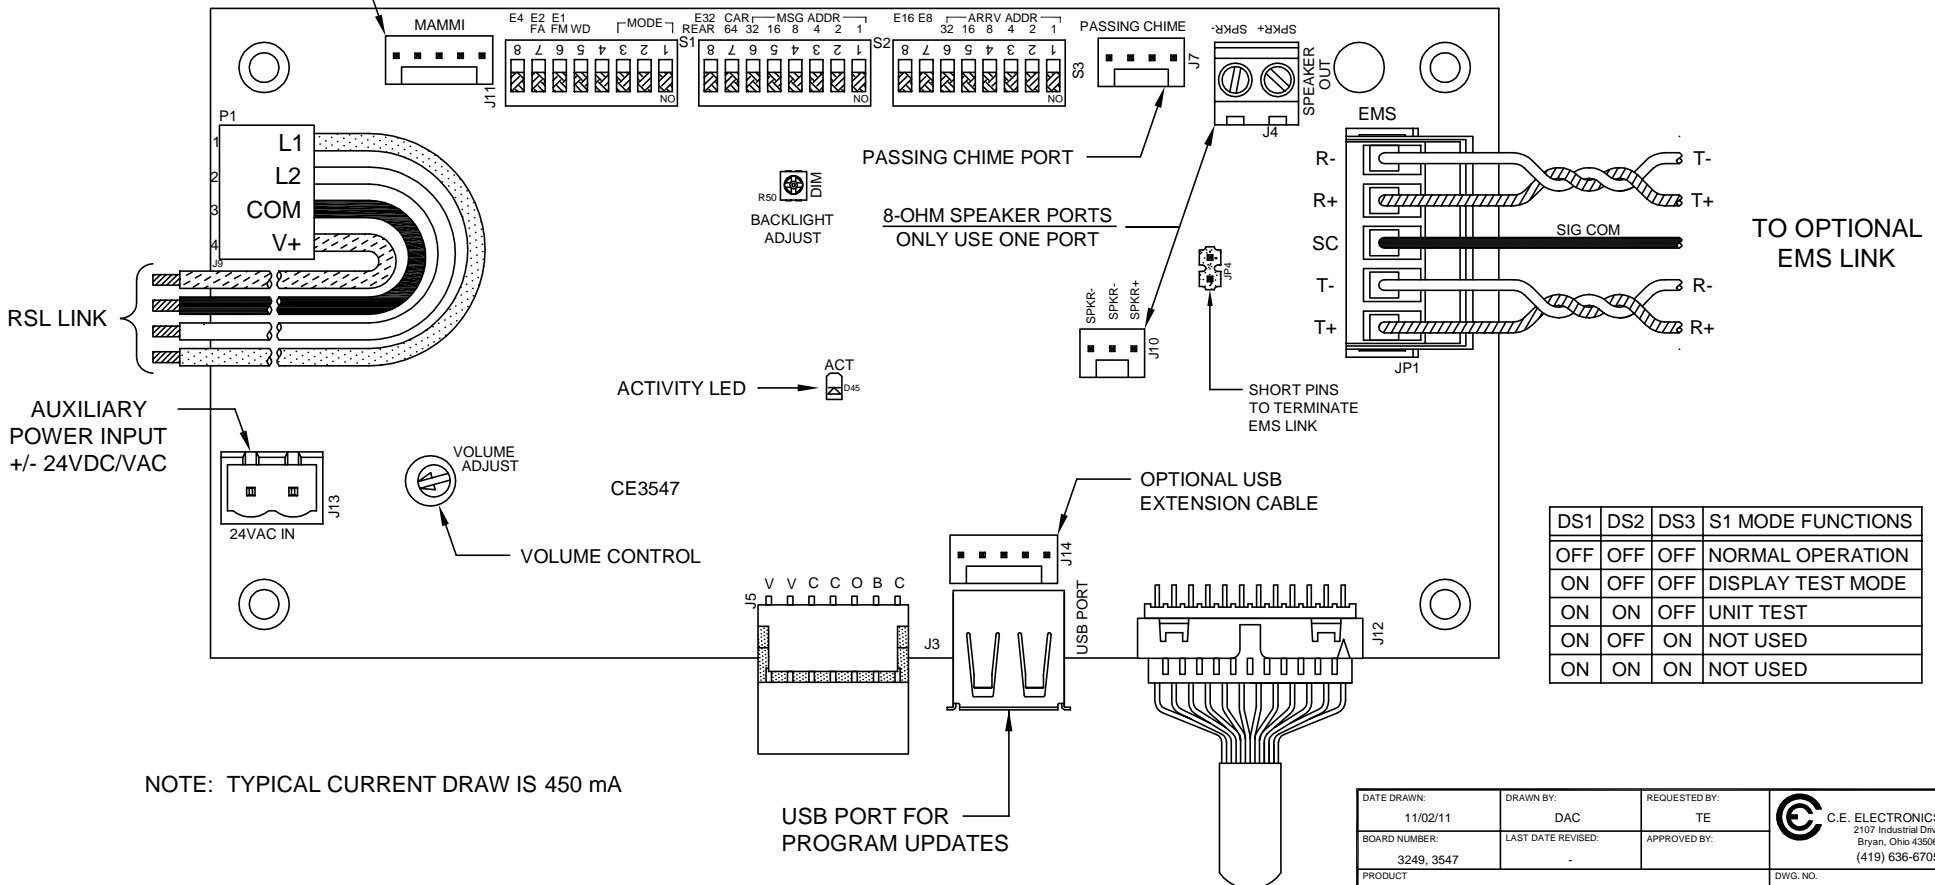 MAMMI
J11
E4 E2 E1
FA FM WD
MODE
8 7 6 5 4 3 2 1
NO
S1
E32 CAR MSG ADDR
REAR 64 32 16 8 4 2 1
8 7 6 5 4 3 2 1
NO
S2
E16 E8 ARRV ADDR
32 16 8 4 2 1
8 7 6 5 4 3 2 1
NO
S3
PASSING CHIME
J7
SPKR- SPKR+
SPEAKER
OUT
J4
P1
1 L1
2 L2
3 COM
4 V+
J9
RSL LINK
PASSING CHIME PORT
R50
DIM
BACKLIGHT
ADJUST
8-OHM SPEAKER PORTS
ONLY USE ONE PORT
SPKR-
SPKR-
SPKR+
J10
JP4
SHORT PINS
TO TERMINATE
EMS LINK
EMS
R- T-
R+ T+
SC SIG COM
T- R-
T+ R+
JP1
TO OPTIONAL
EMS LINK
ACT
ACTIVITY LED
D45
AUXILIARY
POWER INPUT
+/- 24VDC/VAC
J13
24VAC IN
VOLUME
ADJUST
CE3547
VOLUME CONTROL
OPTIONAL USB
EXTENSION CABLE
J14
V V C C O B C
J5
J3
USB PORT
J12
USB PORT FOR
PROGRAM UPDATES
NOTE: TYPICAL CURRENT DRAW IS 450 mA
DS1 DS2 DS3 S1 MODE FUNCTIONS
OFF OFF OFF NORMAL OPERATION
ON OFF OFF DISPLAY TEST MODE
ON ON OFF UNIT TEST
ON OFF ON NOT USED
ON ON ON NOT USED
DATE DRAWN: DRAWN BY: REQUESTED BY:
11/02/11 DAC TE
BOARD NUMBER: LAST DATE REVISED: APPROVED BY:
3249, 3547 -
PRODUCT
C.E. ELECTRONICS
2107 Industrial Driv
Bryan, Ohio 43506
(419) 636-6705
DWG. NO.